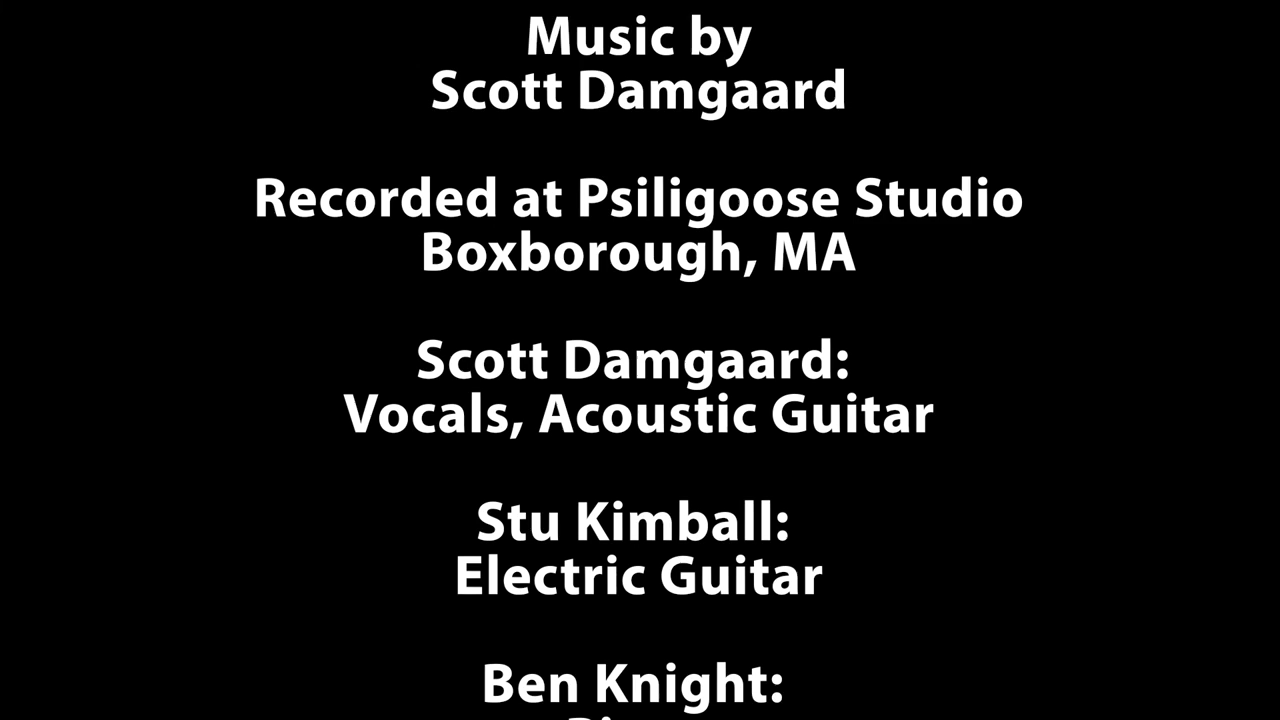 Music by
Scott Damgaard
Recorded at Psiligoose Studio
Boxborough, MA
Scott Damgaard:
Vocals, Acoustic Guitar
Stu Kimball:
Electric Guitar
Ben Knight: